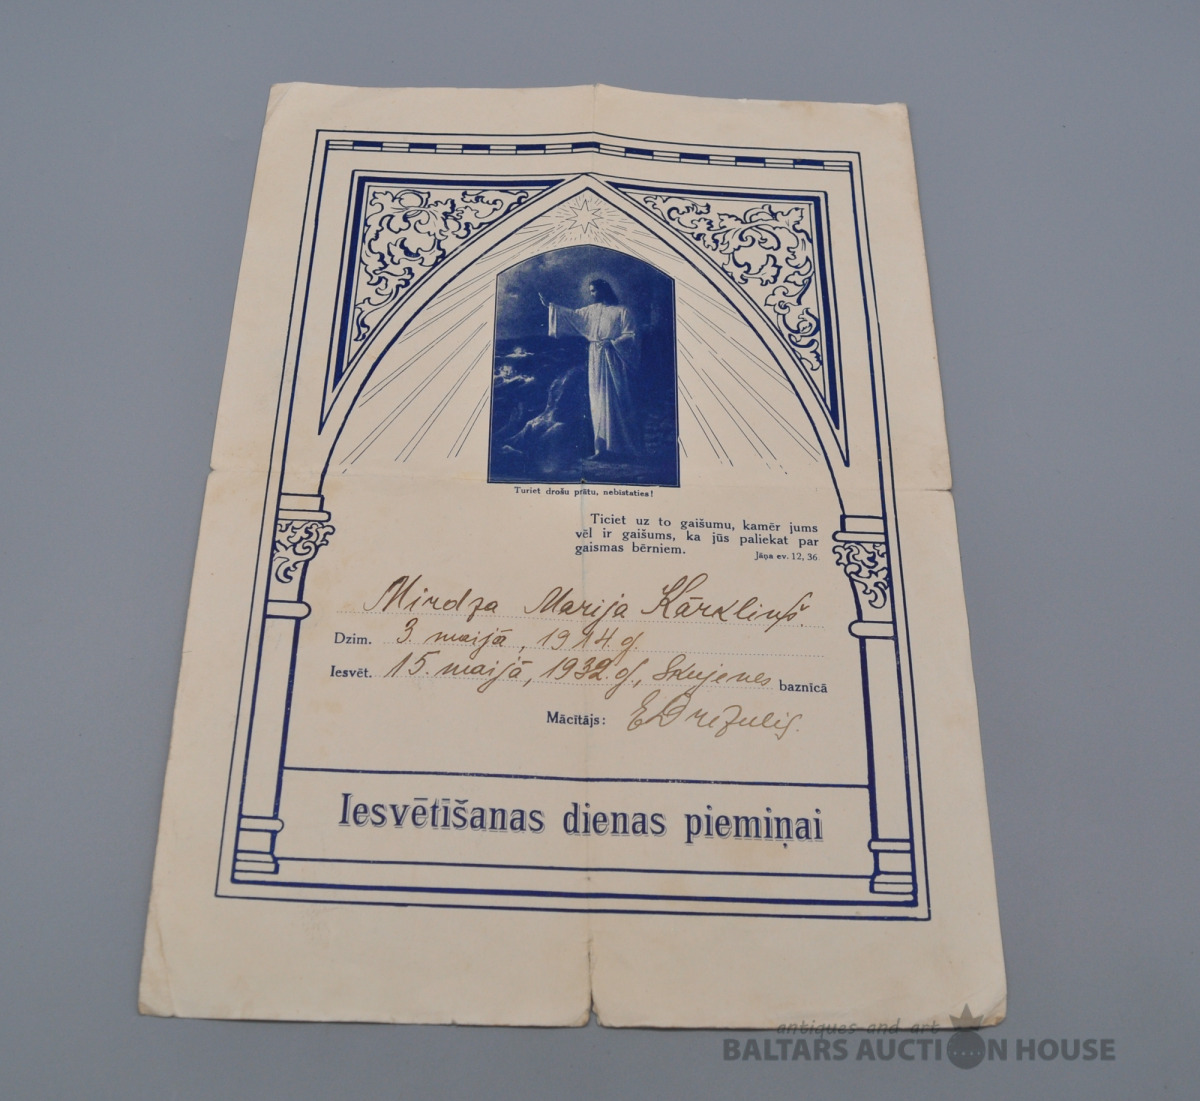 Turiet drošu prātu, nebīstaties!
Ticiet uz to gaišumu, kamēr jums
vēl ir gaišums, ka jūs paliekat par
gaismas bērniem. Jāņa ev. 12, 36
Mirdza Marija Kārkliņš.
Dzim. 3. maijā, 1914. g.
Iesvēt. 15. maijā, 1932. g., Skujenes baznīcā
Mācītājs: E Drizulis.
Iesvētīšanas dienas piemiņai
antiques and art
BALTARS AUCTION HOUSE